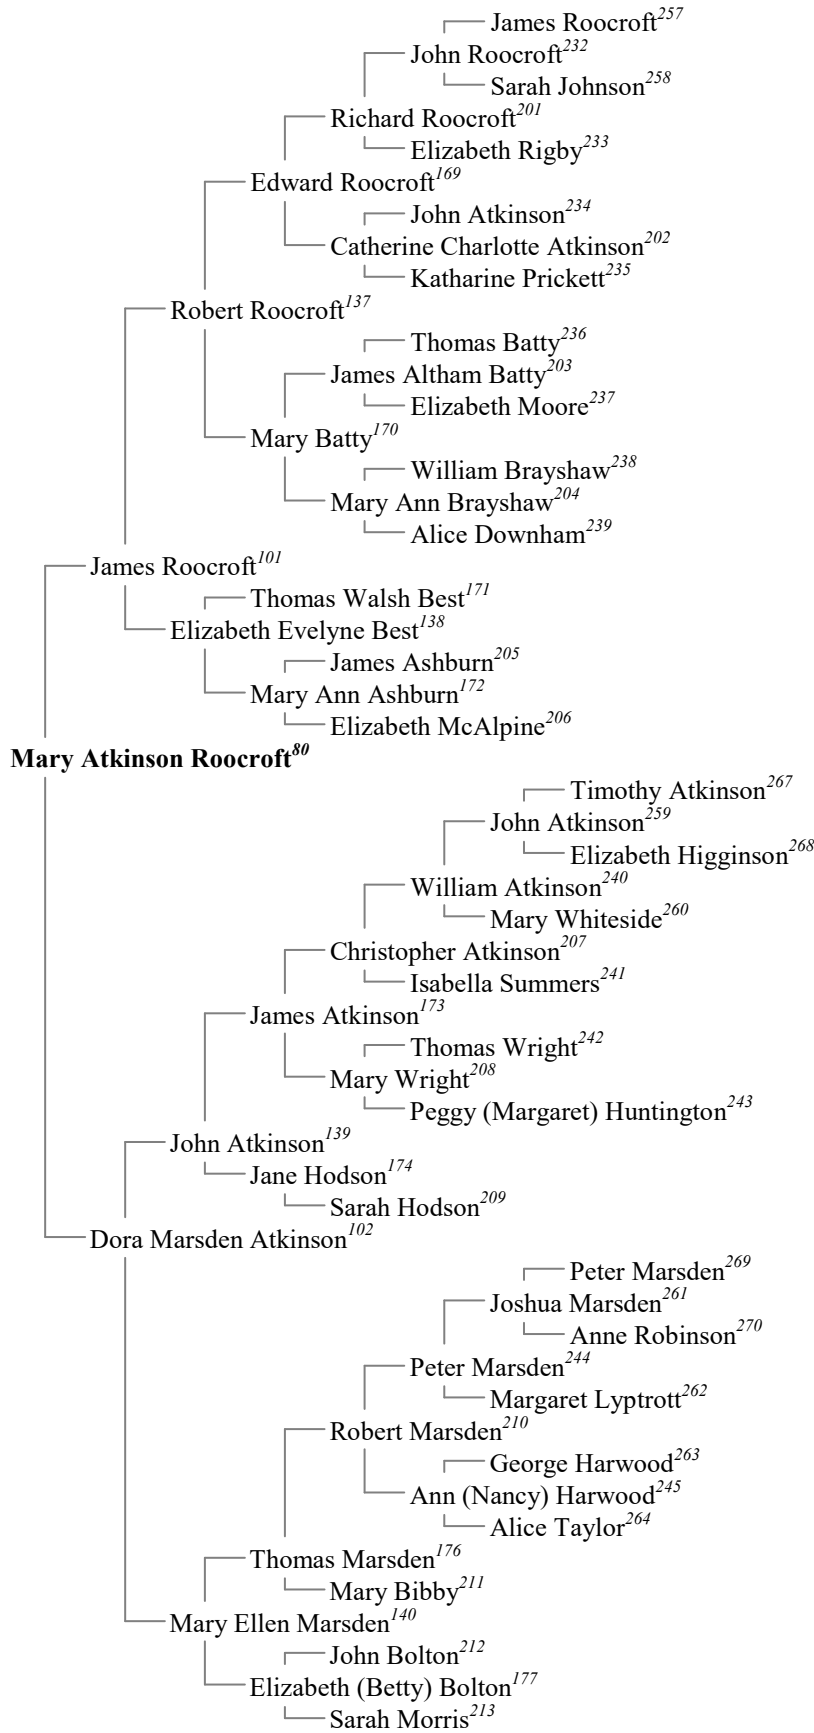 James Roocroft257
John Roocroft232
Sarah Johnson258
Richard Roocroft201
Elizabeth Rigby233
Edward Roocroft169
John Atkinson234
Catherine Charlotte Atkinson202
Katharine Prickett235
Robert Roocroft137
Thomas Batty236
James Altham Batty203
Elizabeth Moore237
Mary Batty170
William Brayshaw238
Mary Ann Brayshaw204
Alice Downham239
James Roocroft101
Thomas Walsh Best171
Elizabeth Evelyne Best138
James Ashburn205
Mary Ann Ashburn172
Elizabeth McAlpine206
Mary Atkinson Roocroft80
Timothy Atkinson267
John Atkinson259
Elizabeth Higginson268
William Atkinson240
Mary Whiteside260
Christopher Atkinson207
Isabella Summers241
James Atkinson173
Thomas Wright242
Mary Wright208
Peggy (Margaret) Huntington243
John Atkinson139
Jane Hodson174
Sarah Hodson209
Dora Marsden Atkinson102
Peter Marsden269
Joshua Marsden261
Anne Robinson270
Peter Marsden244
Margaret Lyptrott262
Robert Marsden210
George Harwood263
Ann (Nancy) Harwood245
Alice Taylor264
Thomas Marsden176
Mary Bibby211
Mary Ellen Marsden140
John Bolton212
Elizabeth (Betty) Bolton177
Sarah Morris213